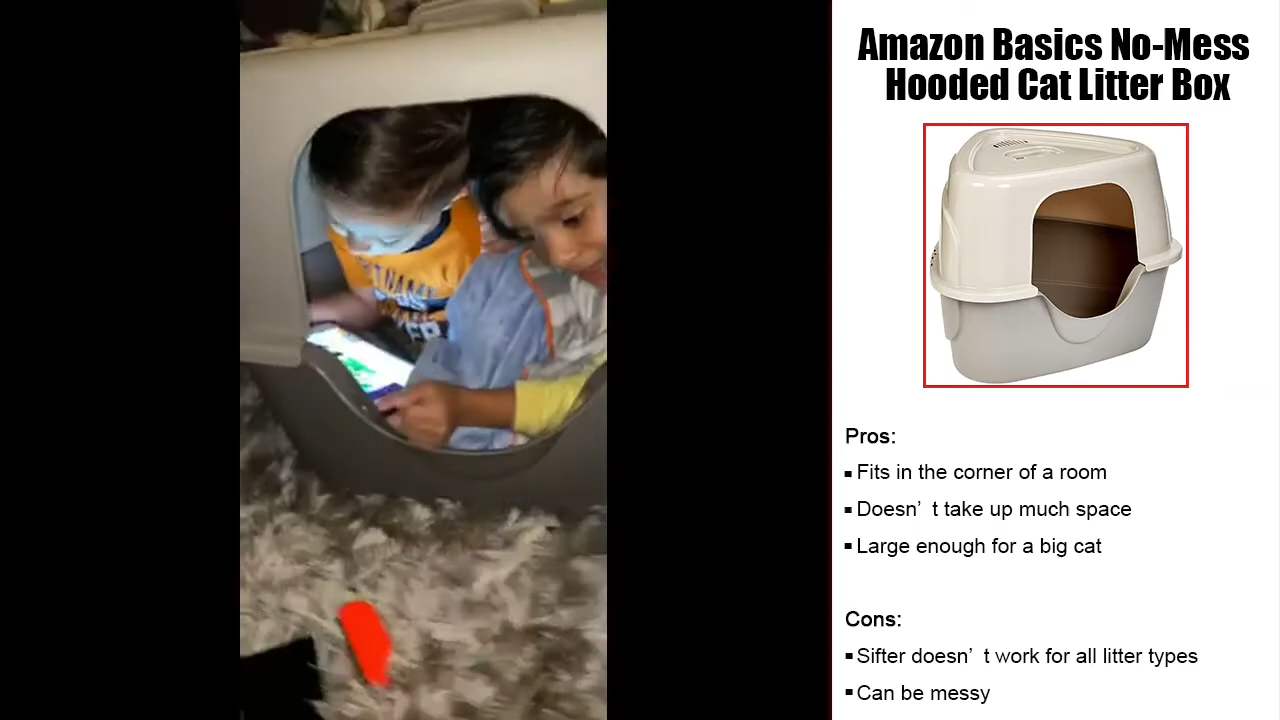 Amazon Basics No-Mess
Hooded Cat Litter Box
Pros:
▪Fits in the corner of a room
▪Doesn’ t take up much space
▪Large enough for a big cat
Cons:
▪Sifter doesn’ t work for all litter types
▪Can be messy